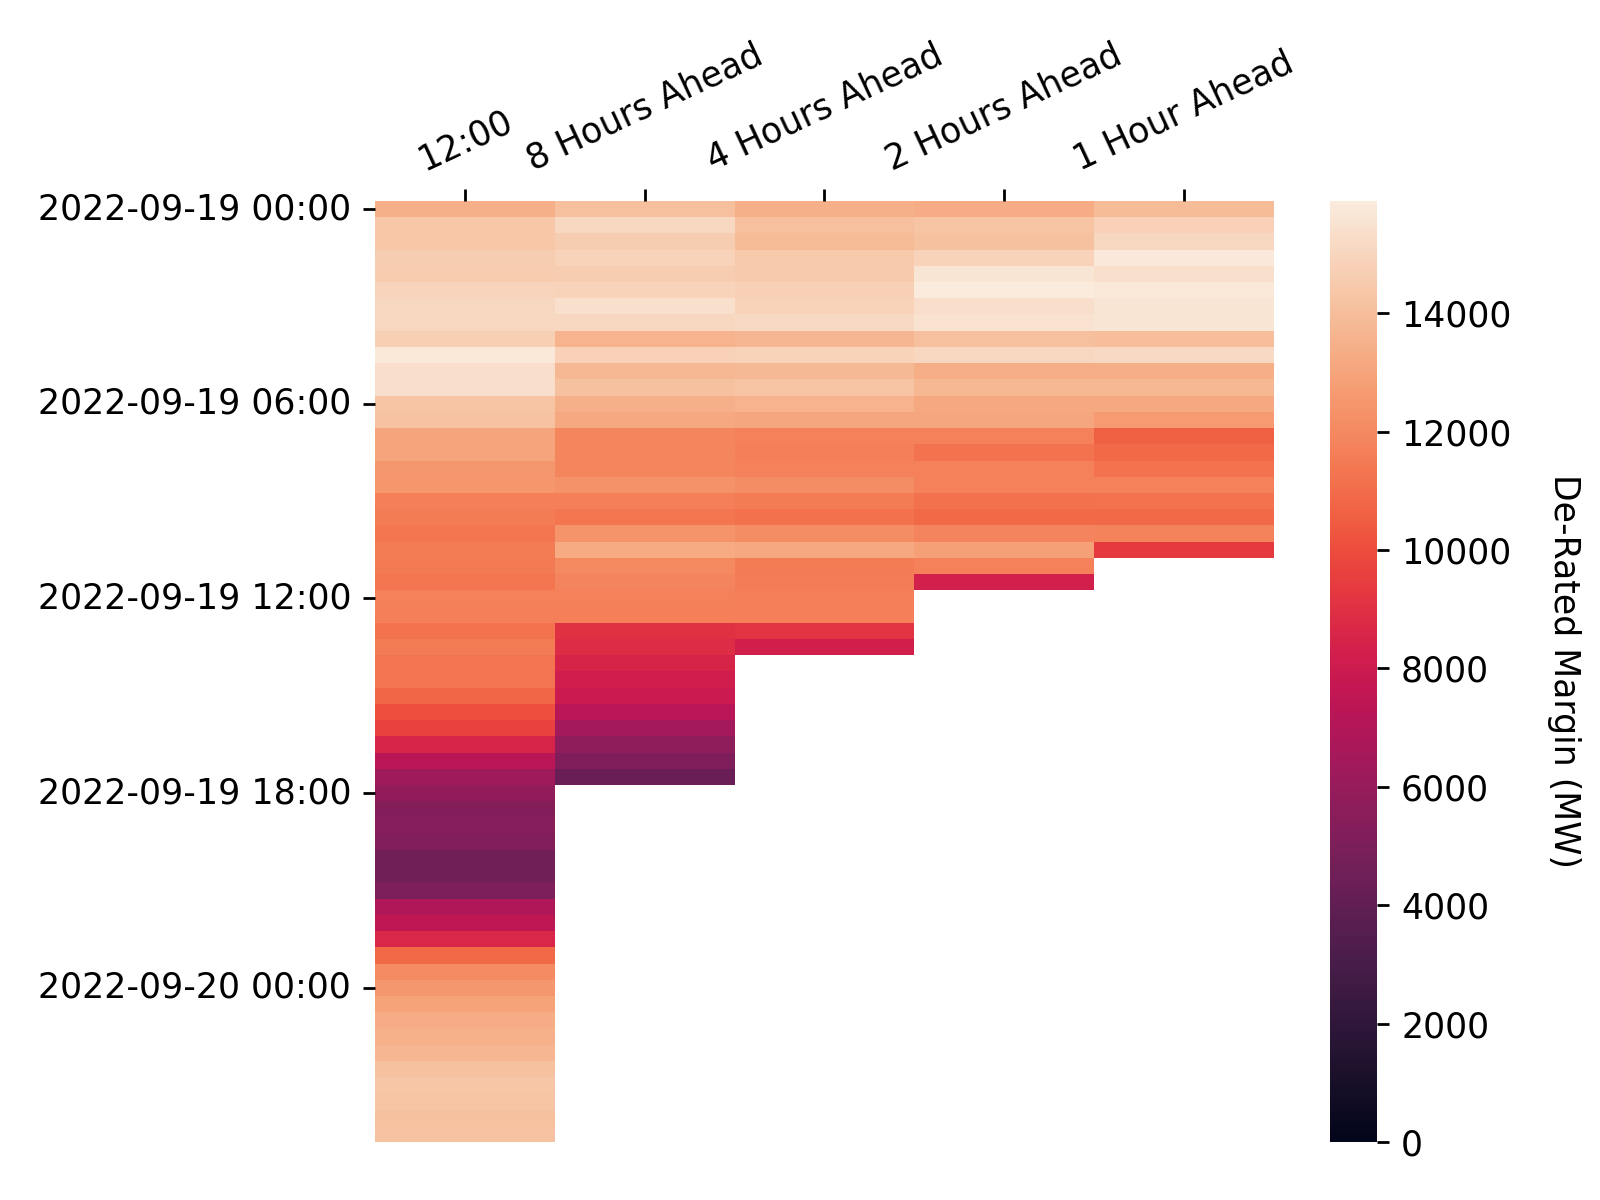 12:00
8 Hours Ahead
4 Hours Ahead
2 Hours Ahead
1 Hour Ahead
2022-09-19 00:00
2022-09-19 06:00
2022-09-19 12:00
2022-09-19 18:00
2022-09-20 00:00
14000
12000
10000
8000
6000
4000
2000
0
De-Rated Margin (MW)